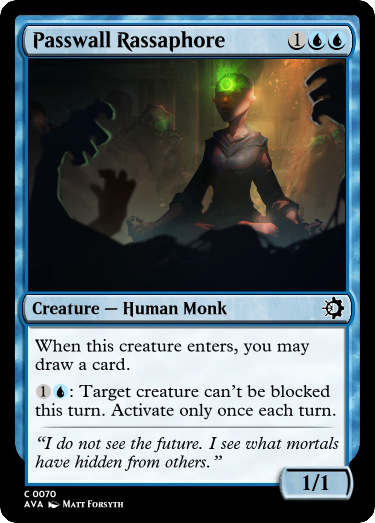 Passwall Rassaphore 1
Creature — Human Monk
When this creature enters, you may
draw a card.
1 : Target creature can't be blocked
this turn. Activate only once each turn.
“I do not see the future. I see what mortals
have hidden from others.”
1/1
C 0070
AVA Matt Forsyth